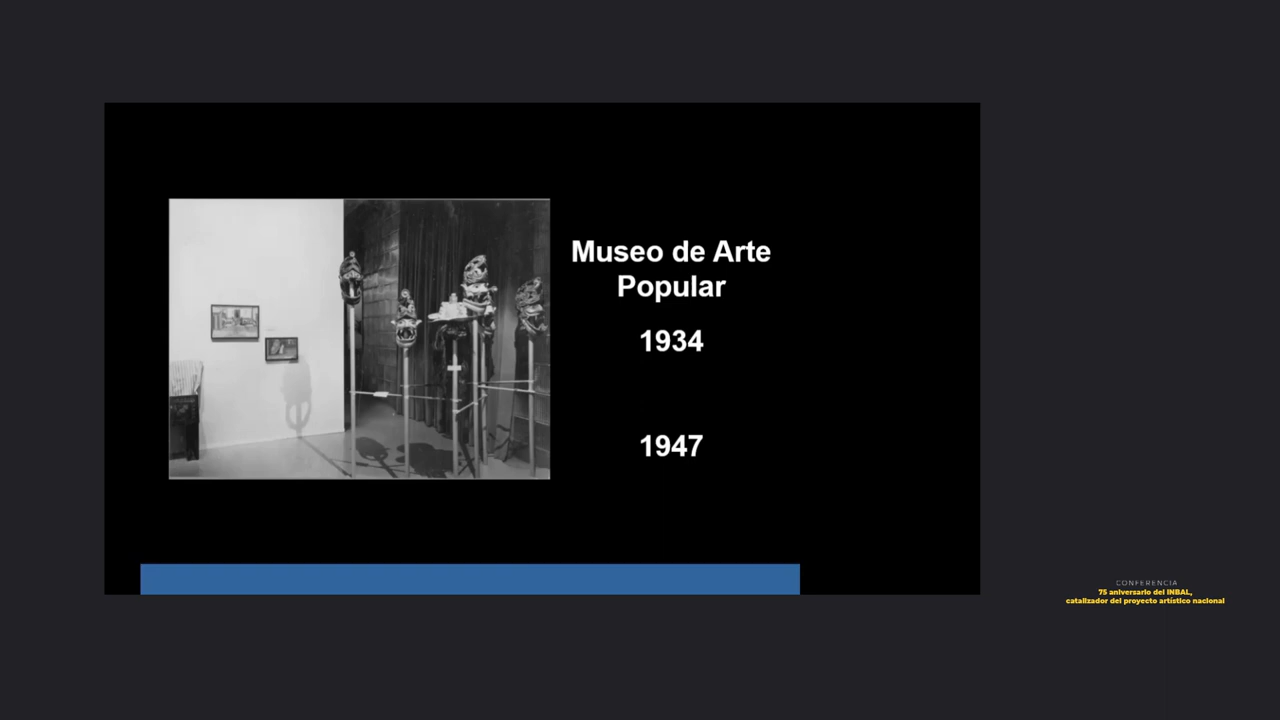 Museo de Arte
Popular
1934
1947
CONFERENCIA
75 aniversario del INBAL,
catalizador del proyecto artístico nacional